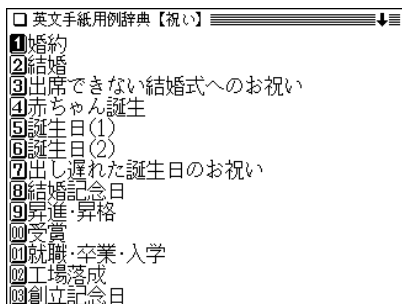 英文手紙用例辞典【祝い】
1婚約
2結婚
3出席できない結婚式へのお祝い
4赤ちゃん誕生
5誕生日(1)
6誕生日(2)
7出し遅れた誕生日のお祝い
8結婚記念日
9昇進·昇格
00受賞
01就職·卒業·入学
02工場落成
03創立記念日